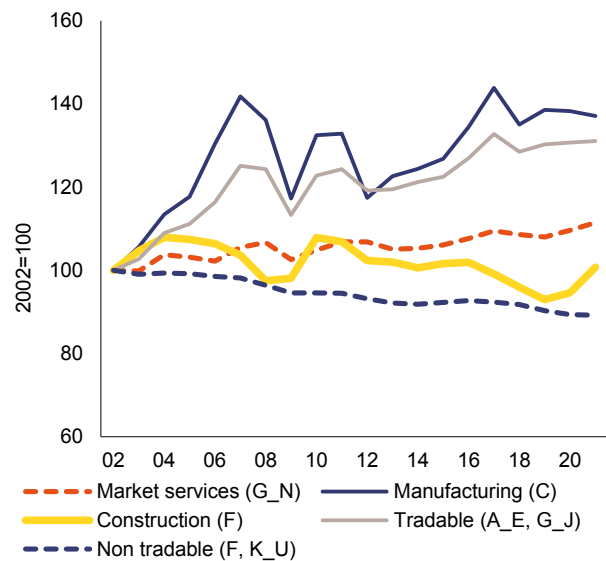 160
140
120
100
80
60
2002=100
02 04 06 08 10 12 14 16 18 20
Market services (G_N) Manufacturing (C)
Construction (F) Tradable (A_E, G_J)
Non tradable (F, K_U)